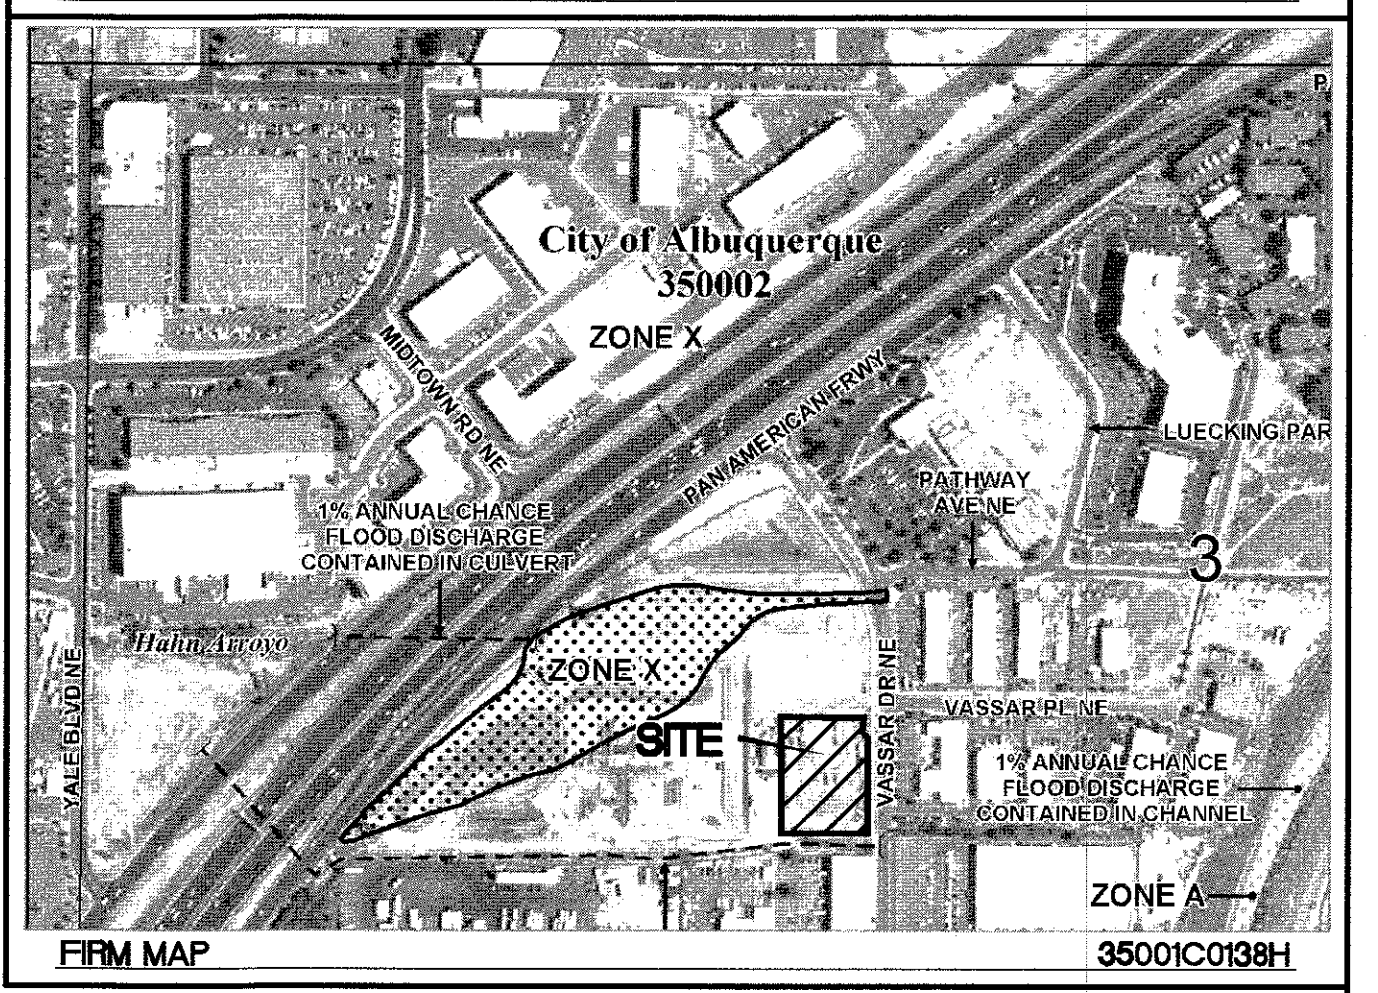 P
City of Albuquerque
350002
ZONE X
MIDTOWN RD NE
PAN AMERICAN FRWY
LUECKING PAR
PATHWAY
AVE NE
1% ANNUAL CHANCE
FLOOD DISCHARGE
CONTAINED IN CULVERT
3
Hahn Arroyo
ZONE X
YALE BLVD NE
VASSAR DR NE
VASSAR PL NE
SITE
1% ANNUAL CHANCE
FLOOD DISCHARGE
CONTAINED IN CHANNEL
ZONE A
FIRM MAP
35001C0138H